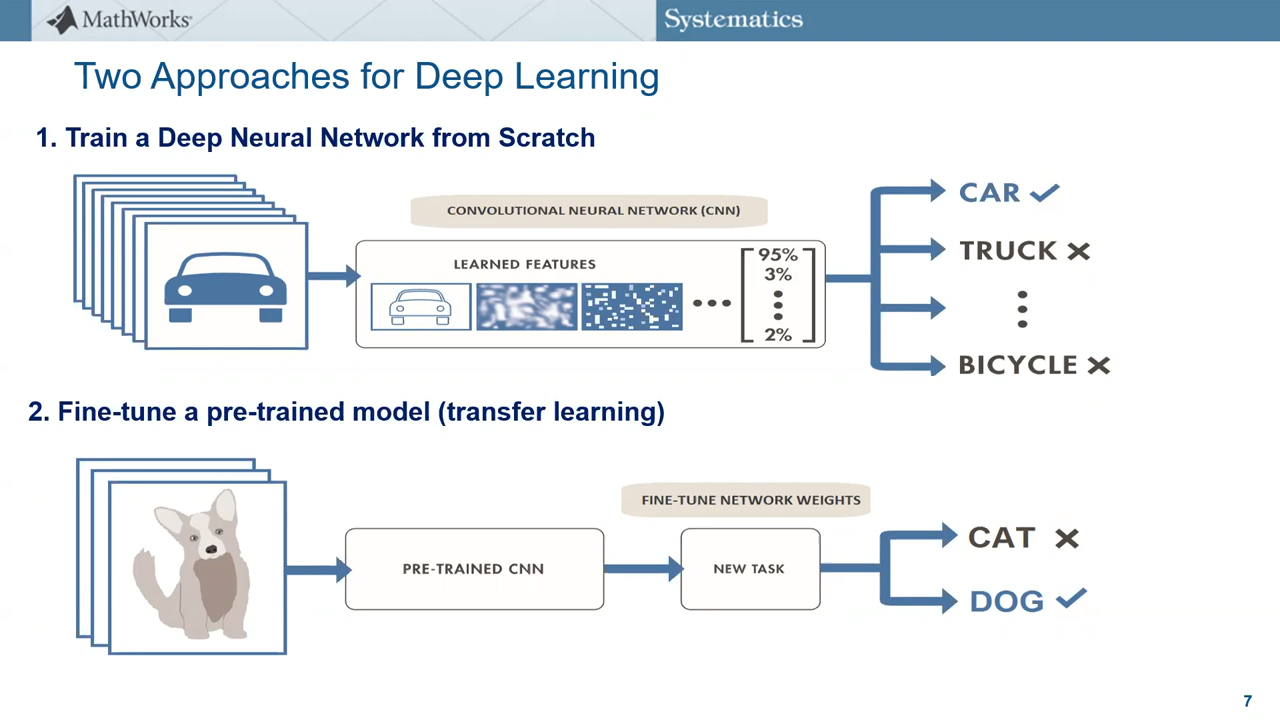 MathWorks®
Systematics
Two Approaches for Deep Learning
1. Train a Deep Neural Network from Scratch
CONVOLUTIONAL NEURAL NETWORK (CNN)
LEARNED FEATURES
95%
3%
2%
CAR
TRUCK
BICYCLE
2. Fine-tune a pre-trained model (transfer learning)
FINE-TUNE NETWORK WEIGHTS
PRE-TRAINED CNN
NEW TASK
CAT
DOG
7